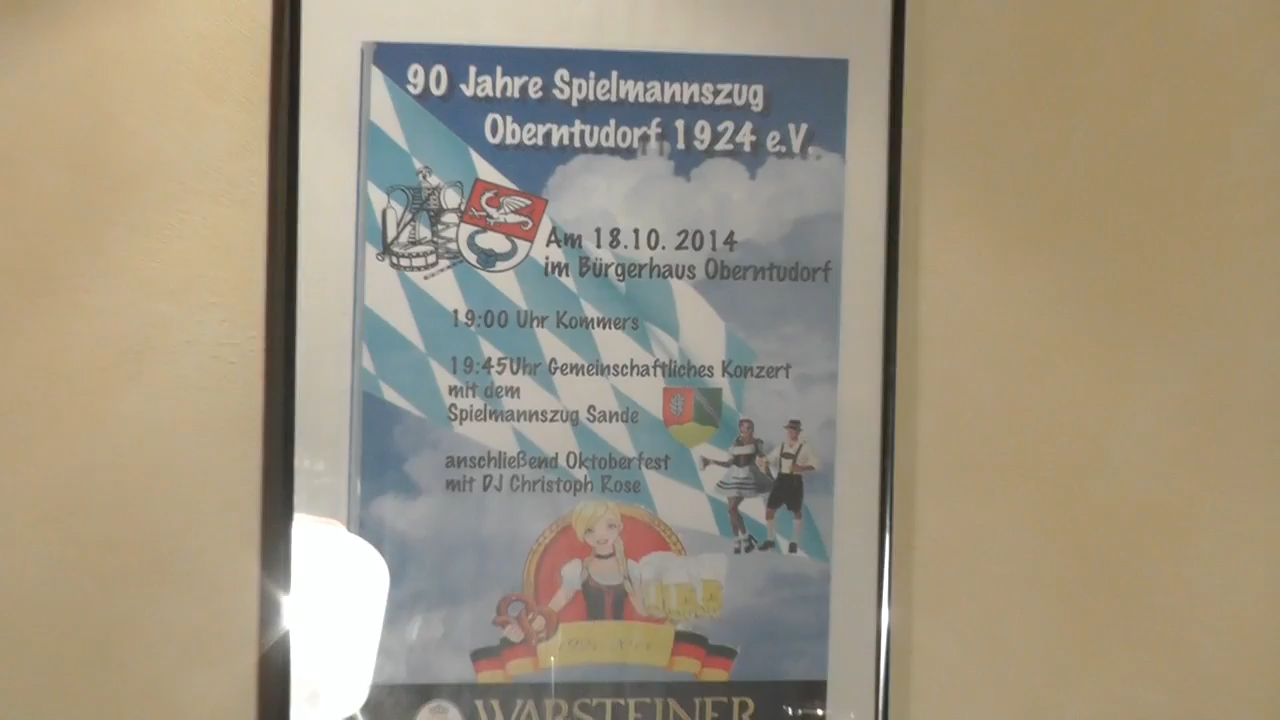 90 Jahre Spielmannszug
Oberntudorf 1924 e.V.
Am 18.10. 2014
im Bürgerhaus Oberntudorf
19:00 Uhr Kommers
19:45Uhr Gemeinschaftliches Konzert
mit dem
Spielmannszug Sande
anschließend Oktoberfest
mit DJ Christoph Rose
WARSTEINER